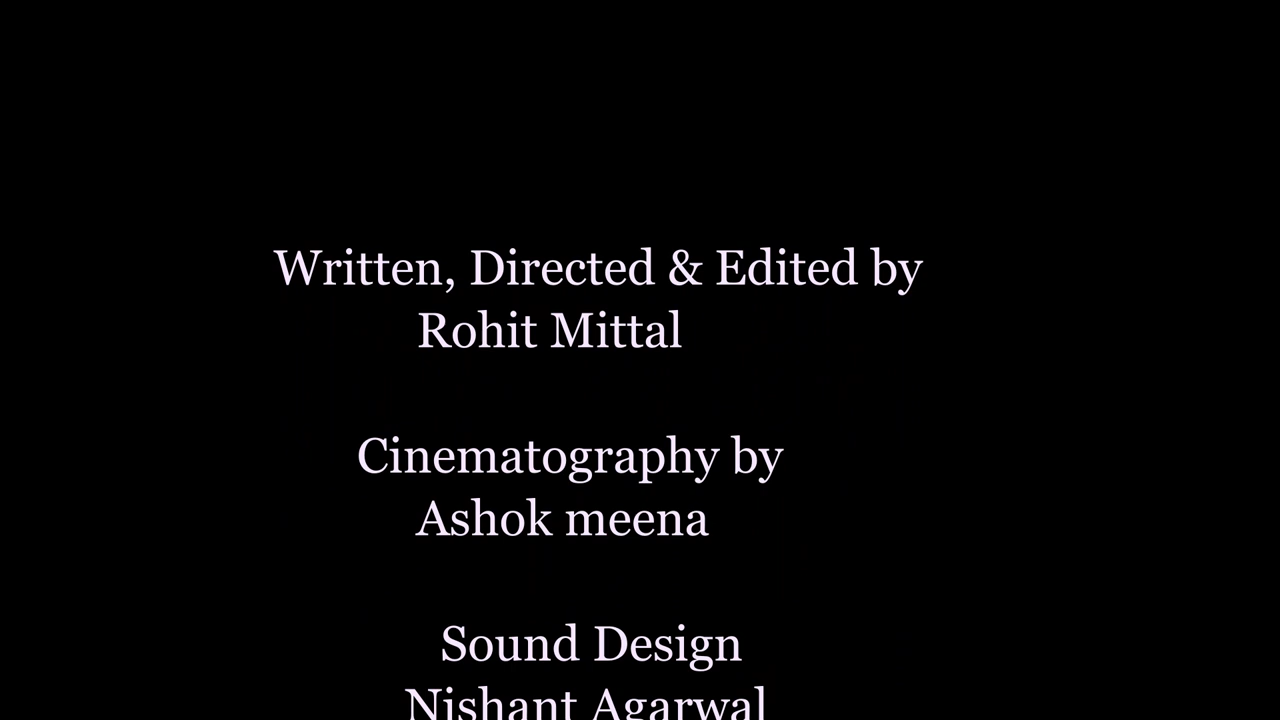 Written, Directed & Edited by
Rohit Mittal
Cinematography by
Ashok meena
Sound Design
Nishant Agarwal